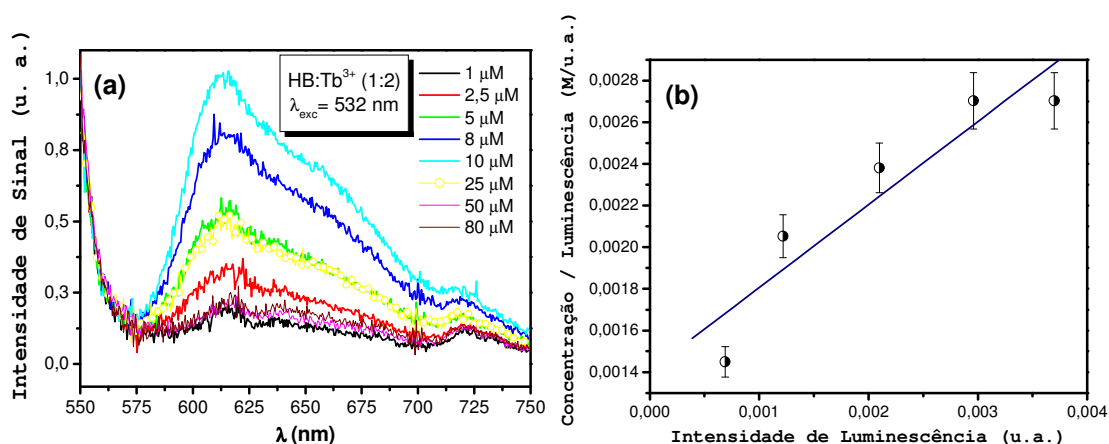 (a)
HB:Tb³⁺ (1:2)
λexc= 532 nm
1 μM
2,5 μM
5 μM
8 μM
10 μM
25 μM
50 μM
80 μM
Intensidade de Sinal (u. a.)
1,0
0,8
0,5
0,3
0,0
550 575 600 625 650 675 700 725 750
λ (nm)
(b)
Concentração / Luminescência (M/u.a.)
0,0028
0,0026
0,0024
0,0022
0,0020
0,0018
0,0016
0,0014
0,000 0,001 0,002 0,003 0,004
Intensidade de Luminescência (u.a.)